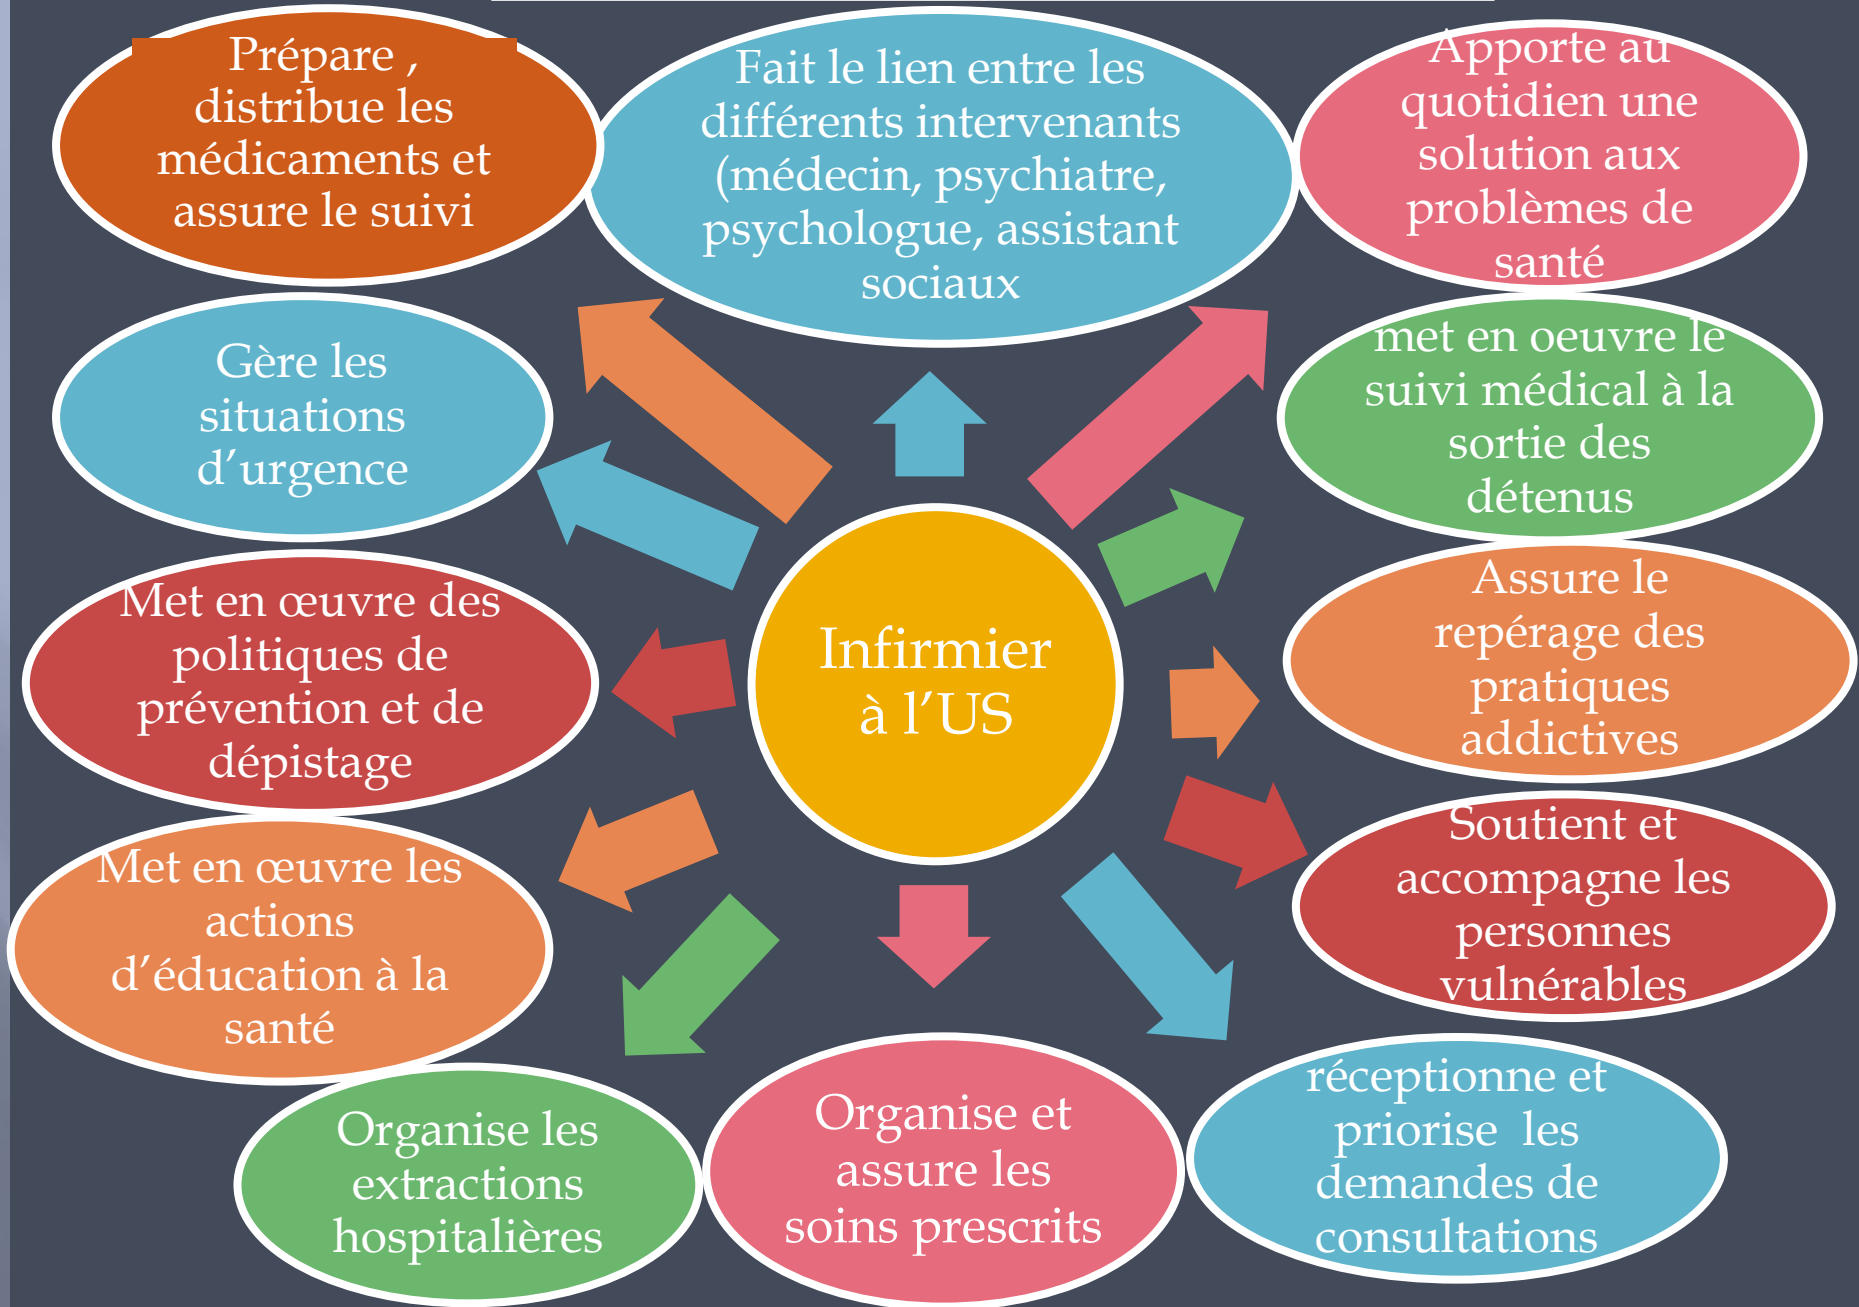 Prépare ,
distribue les
médicaments et
assure le suivi
Fait le lien entre les
différents intervenants
(médecin, psychiatre,
psychologue, assistant
sociaux
Apporte au
quotidien une
solution aux
problèmes de
santé
Gère les
situations
d’urgence
met en oeuvre le
suivi médical à la
sortie des
détenus
Met en œuvre des
politiques de
prévention et de
dépistage
Infirmier
à l’US
Assure le
repérage des
pratiques
addictives
Met en œuvre les
actions
d’éducation à la
santé
Soutient et
accompagne les
personnes
vulnérables
Organise les
extractions
hospitalières
Organise et
assure les
soins prescrits
réceptionne et
priorise  les
demandes de
consultations